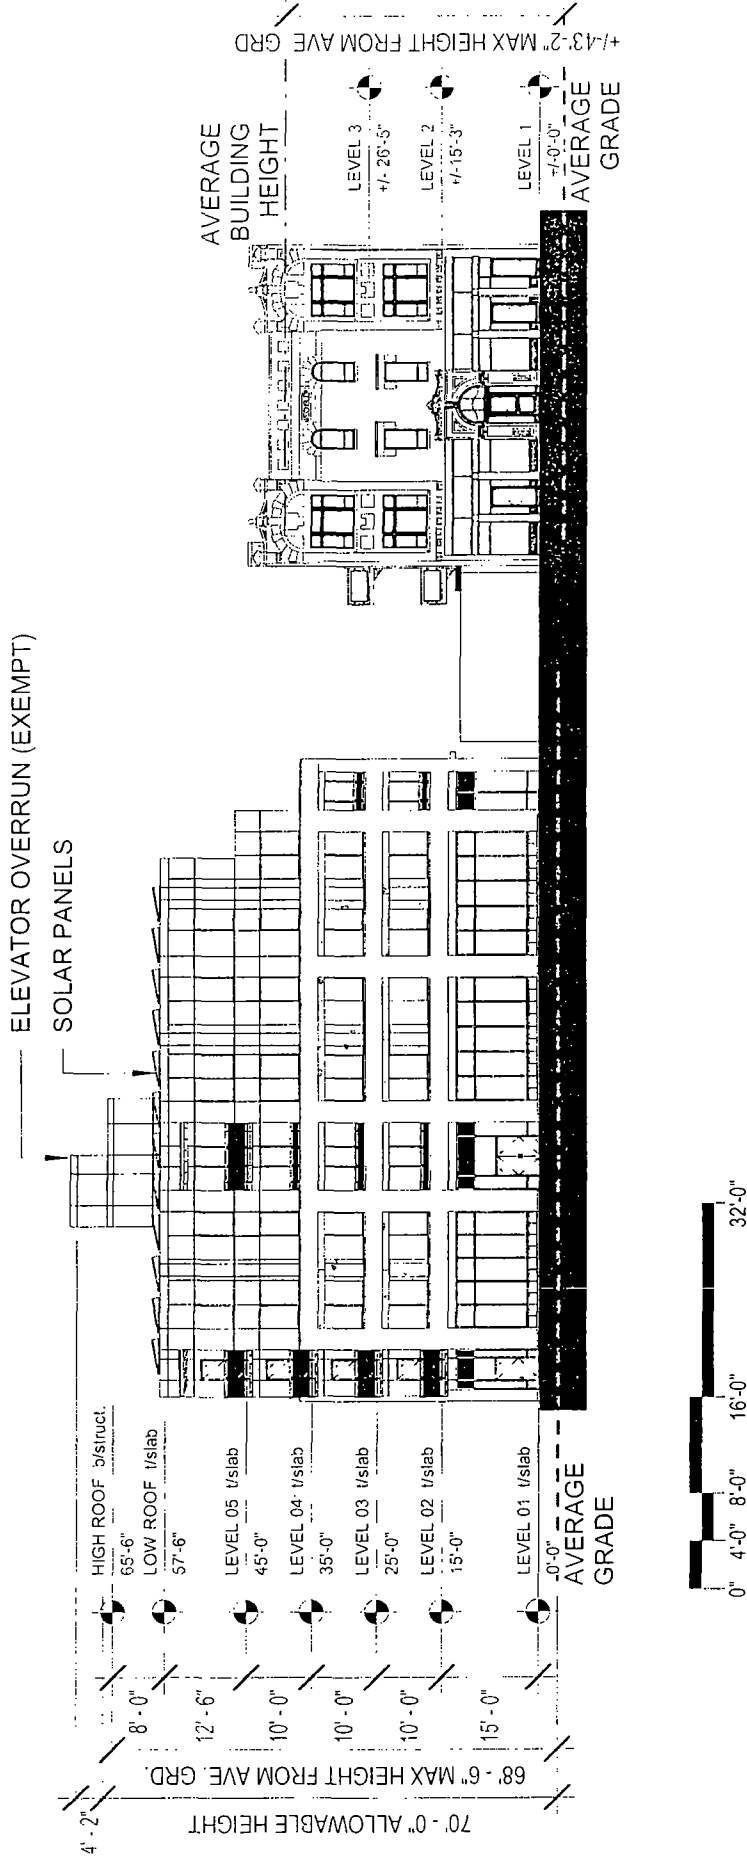 ELEVATOR OVERRUN (EXEMPT)
SOLAR PANELS
HIGH ROOF b/struct.
65'-6"
LOW ROOF t/slab
57'-6"
LEVEL 05 t/slab
45'-0"
LEVEL 04 t/slab
35'-0"
LEVEL 03 t/slab
25'-0"
LEVEL 02 t/slab
15'-0"
LEVEL 01 t/slab
0'-0"
AVERAGE
GRADE
4' - 2"
8' - 0"
12' - 6"
10' - 0"
10' - 0"
10' - 0"
15' - 0"
68' - 6" MAX HEIGHT FROM AVE. GRD.
70' - 0" ALLOWABLE HEIGHT
AVERAGE
BUILDING
HEIGHT
LEVEL 3
+/- 26'-5"
LEVEL 2
+/-15'-3"
LEVEL 1
+/-0'-0"
AVERAGE
GRADE
+/-43'-2" MAX HEIGHT FROM AVE GRD
0" 4'-0" 8'-0" 16'-0" 32'-0"